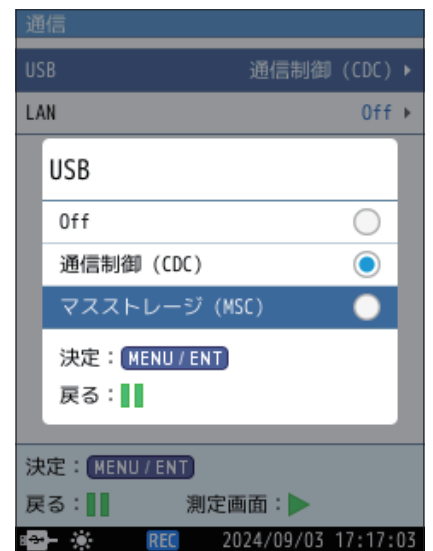 通信
USB 通信制御 (CDC)
LAN Off
USB
Off
通信制御 (CDC)
マスストレージ (MSC)
決定：MENU/ENT
戻る：
決定：MENU/ENT
戻る： 測定画面：
REC 2024/09/03 17:17:03